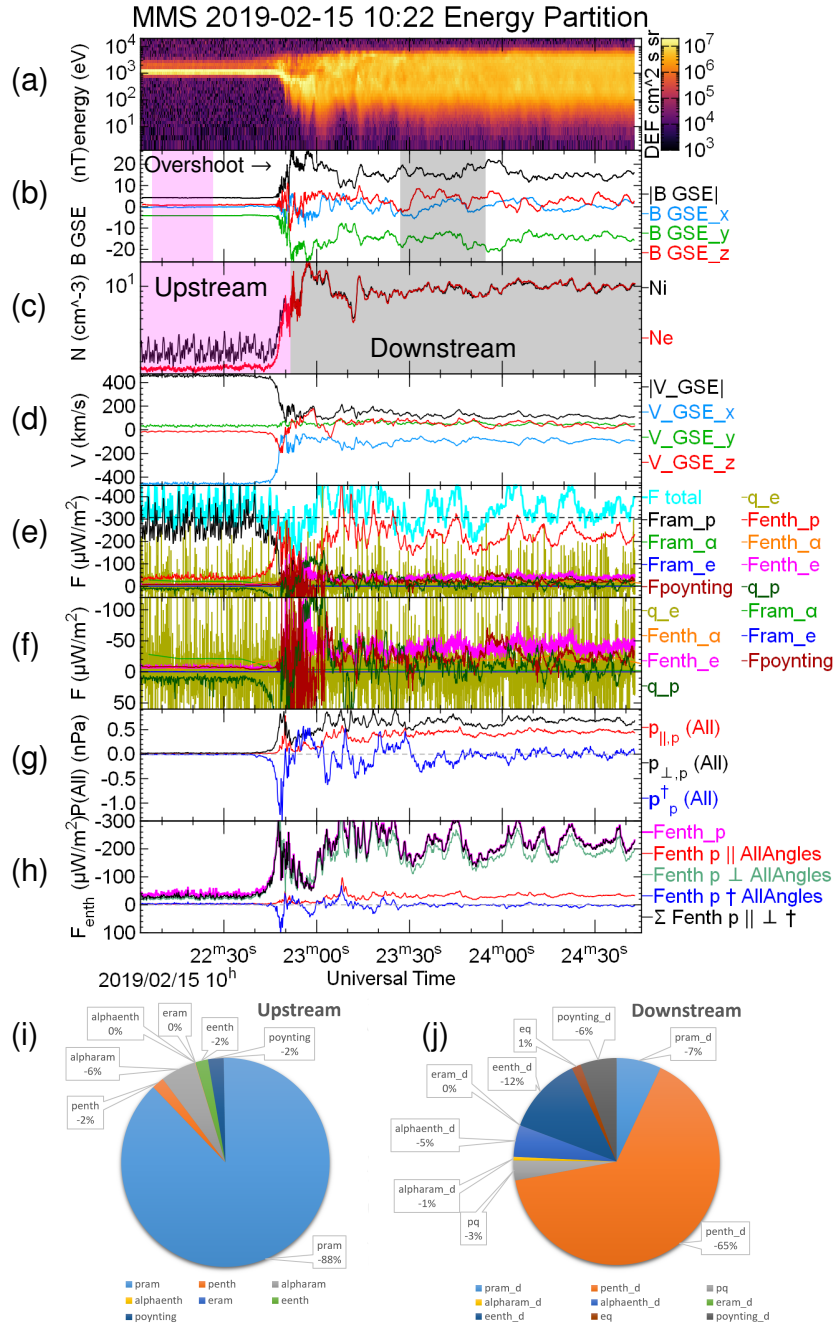 MMS 2019-02-15 10:22 Energy Partition
(a)
energy (eV)
10^4
10^3
10^2
10^1
10^7
10^6
10^5
10^4
10^3
DEF cm^2 s sr
(b)
B GSE (nT)
20
10
0
-10
-20
Overshoot →
|B GSE|
B GSE_x
B GSE_y
B GSE_z
(c)
N (cm^-3)
10^1
Upstream
Downstream
Ni
Ne
(d)
V (km/s)
400
200
0
-200
-400
|V_GSE|
V_GSE_x
V_GSE_y
V_GSE_z
(e)
F (μW/m²)
-400
-300
-200
-100
0
F total q_e
Fram_p Fenth_p
Fram_α Fenth_α
Fram_e Fenth_e
Fpoynting q_p
(f)
F (μW/m²)
-100
-50
0
50
q_e Fram_α
Fenth_α Fram_e
Fenth_e Fpoynting
q_p
(g)
P(All) (nPa)
0.5
0.0
-0.5
-1.0
p||,p (All)
p⊥,p (All)
p†p (All)
(h)
Fenth (μW/m²)
-300
-200
-100
0
100
Fenth_p
Fenth p || AllAngles
Fenth p ⊥ AllAngles
Fenth p † AllAngles
Σ Fenth p || ⊥ †
22m30s 23m00s 23m30s 24m00s 24m30s
2019/02/15 10h Universal Time
(i)
Upstream
alphaenth
0%
eram
0%
eenth
-2%
poynting
-2%
alpharam
-6%
penth
-2%
pram
-88%
pram penth alpharam
alphaenth eram eenth
poynting
(j)
Downstream
poynting_d
-6%
eq
1%
pram_d
-7%
eenth_d
-12%
eram_d
0%
alphaenth_d
-5%
alpharam_d
-1%
pq
-3%
penth_d
-65%
pram_d penth_d pq
alpharam_d alphaenth_d eram_d
eenth_d eq poynting_d